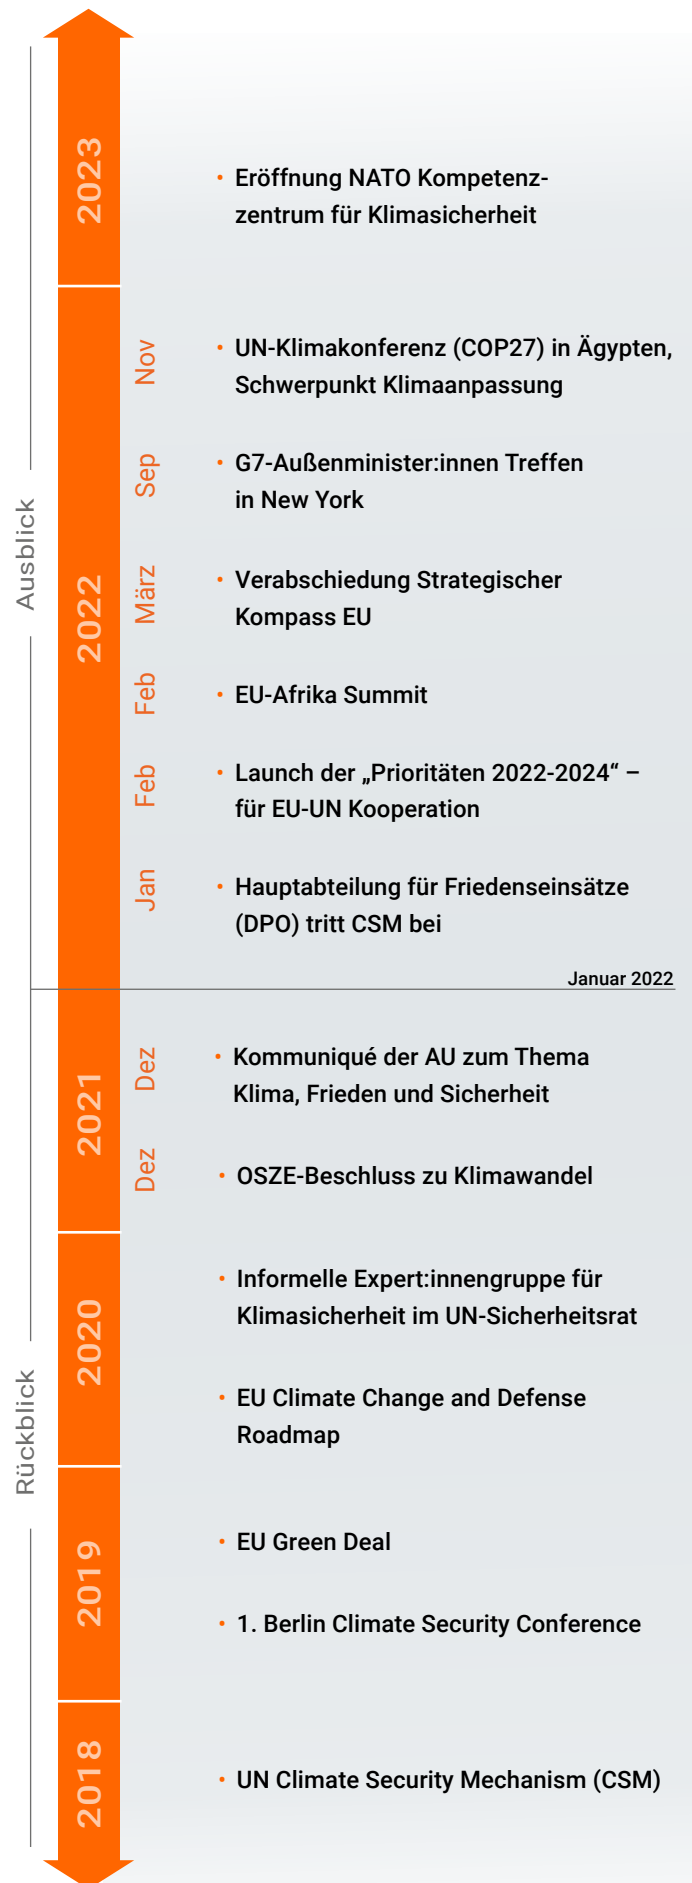 2023
• Eröffnung NATO Kompetenz-
zentrum für Klimasicherheit
Ausblick
2022
Nov
• UN-Klimakonferenz (COP27) in Ägypten,
Schwerpunkt Klimaanpassung
Sep
• G7-Außenminister:innen Treffen
in New York
März
• Verabschiedung Strategischer
Kompass EU
Feb
• EU-Afrika Summit
Feb
• Launch der „Prioritäten 2022-2024“ –
für EU-UN Kooperation
Jan
• Hauptabteilung für Friedenseinsätze
(DPO) tritt CSM bei
Januar 2022
Rückblick
2021
Dez
• Kommuniqué der AU zum Thema
Klima, Frieden und Sicherheit
Dez
• OSZE-Beschluss zu Klimawandel
2020
• Informelle Expert:innengruppe für
Klimasicherheit im UN-Sicherheitsrat
• EU Climate Change and Defense
Roadmap
2019
• EU Green Deal
• 1. Berlin Climate Security Conference
2018
• UN Climate Security Mechanism (CSM)